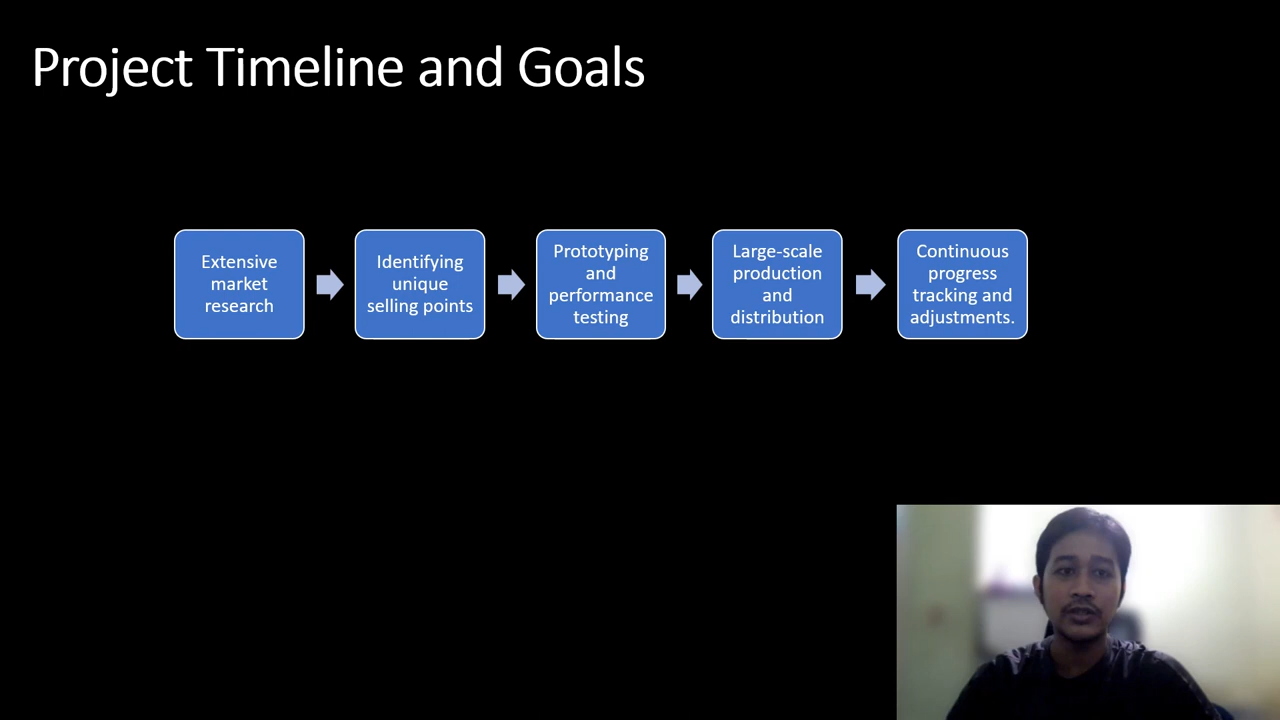 Project Timeline and Goals
Extensive
market
research
Identifying
unique
selling points
Prototyping
and
performance
testing
Large-scale
production
and
distribution
Continuous
progress
tracking and
adjustments.